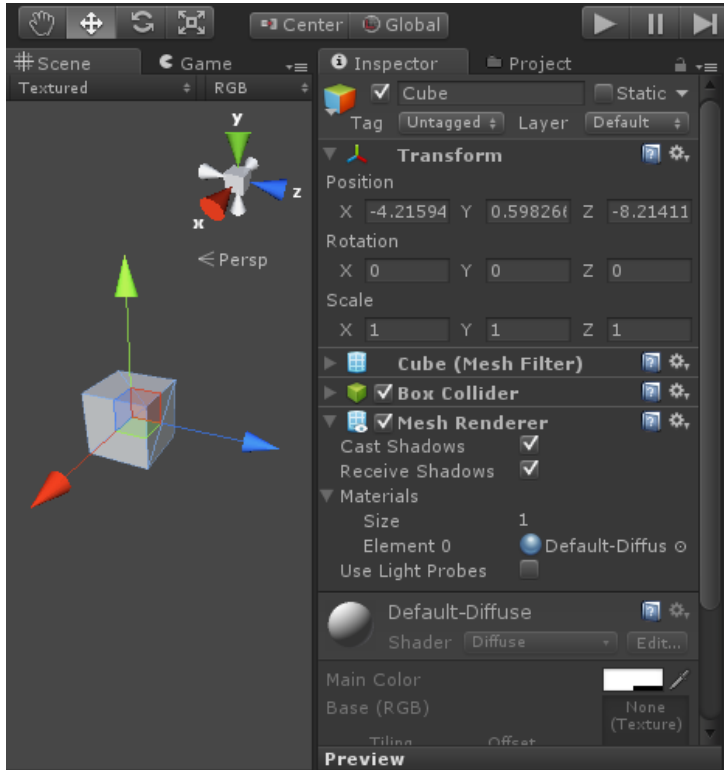 Center Global
Scene Game
Textured RGB
y
z
x
Persp
Inspector Project
Cube Static
Tag Untagged Layer Default
Transform
Position
X -4.21594 Y 0.598266 Z -8.21411
Rotation
X 0 Y 0 Z 0
Scale
X 1 Y 1 Z 1
Cube (Mesh Filter)
Box Collider
Mesh Renderer
Cast Shadows
Receive Shadows
Materials
Size 1
Element 0 Default-Diffus
Use Light Probes
Default-Diffuse
Shader Diffuse Edit...
Main Color
Base (RGB) None
(Texture)
Tiling Offset
Preview